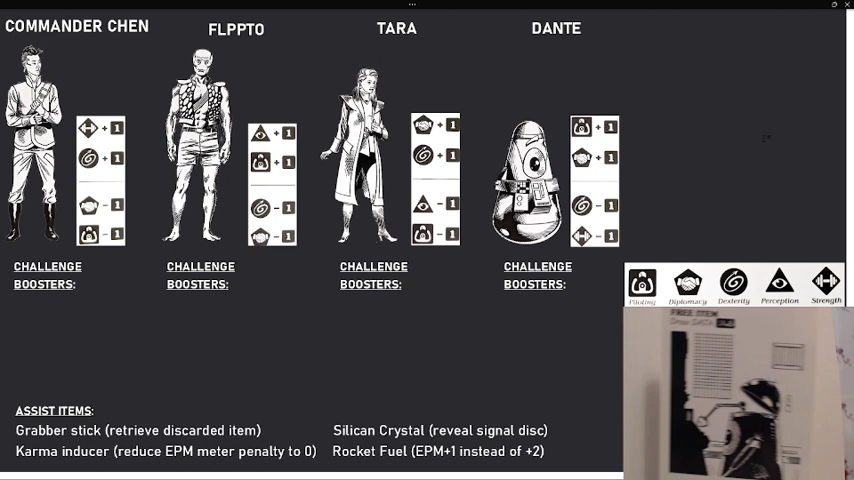 COMMANDER CHEN
FLPPTO
TARA
DANTE
+ 1
+ 1
- 1
- 1
+ 1
+ 1
- 1
- 1
+ 1
+ 1
- 1
- 1
+ 1
+ 1
- 1
- 1
CHALLENGE
BOOSTERS:
CHALLENGE
BOOSTERS:
CHALLENGE
BOOSTERS:
CHALLENGE
BOOSTERS:
Piloting Diplomacy Dexterity Perception Strength
FREE ITEM
ASSIST ITEMS:
Grabber stick (retrieve discarded item)
Silican Crystal (reveal signal disc)
Karma inducer (reduce EPM meter penalty to 0)
Rocket Fuel (EPM+1 instead of +2)